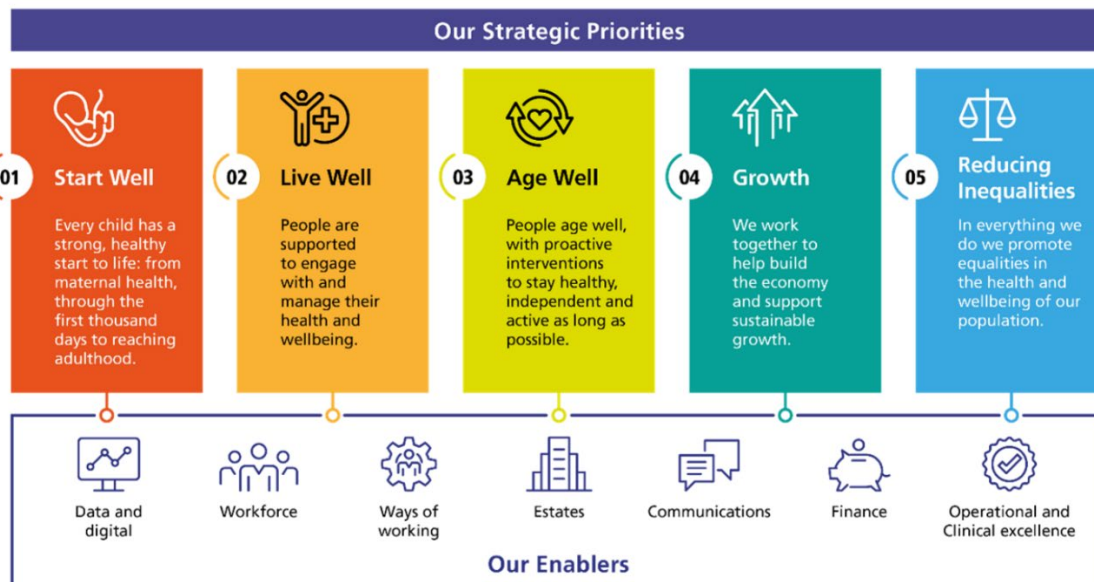 Our Strategic Priorities
01
Start Well
Every child has a
strong, healthy
start to life: from
maternal health,
through the
first thousand
days to reaching
adulthood.
02
Live Well
People are
supported
to engage
with and
manage their
health and
wellbeing.
03
Age Well
People age well,
with proactive
interventions
to stay healthy,
independent and
active as long as
possible.
04
Growth
We work
together to
help build
the economy
and support
sustainable
growth.
05
Reducing
Inequalities
In everything we
do we promote
equalities in
the health and
wellbeing of our
population.
Data and
digital
Workforce
Ways of
working
Estates
Communications
Finance
Operational and
Clinical excellence
Our Enablers